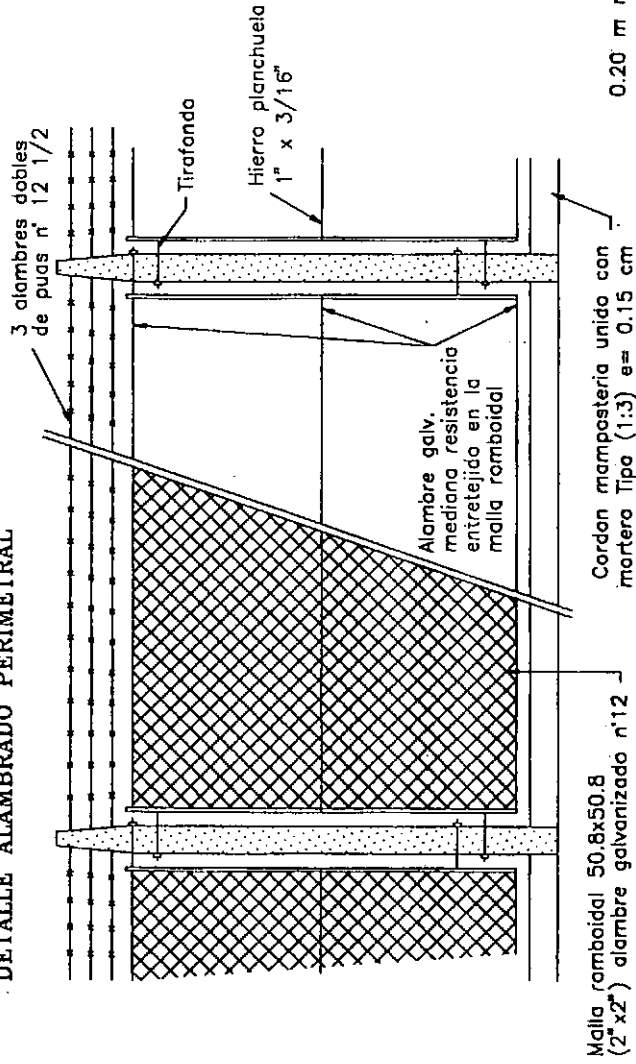 DETALLE ALAMBRADO PERIMETRAL
3 alambres dobles
de puas n° 12 1/2
Tirafondo
Hierro planchuela
1" x 3/16"
Alambre galv.
mediana resistencia
entretejido en la
malla romboidal
Malla romboidal 50.8x50.8
(2"x2") alambre galvanizado n°12
Cordon mamposteria unido con
mortero Tipo (1:3) e= 0.15 cm
0.20 m